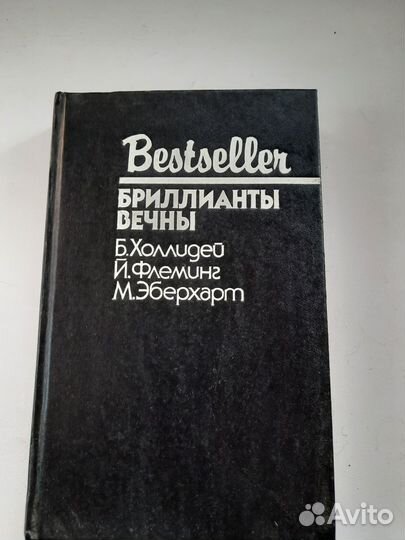 Bestseller
БРИЛЛИАНТЫ
ВЕЧНЫ
Б.Холлидей
Й.Флеминг
М.Эберхарт
Avito